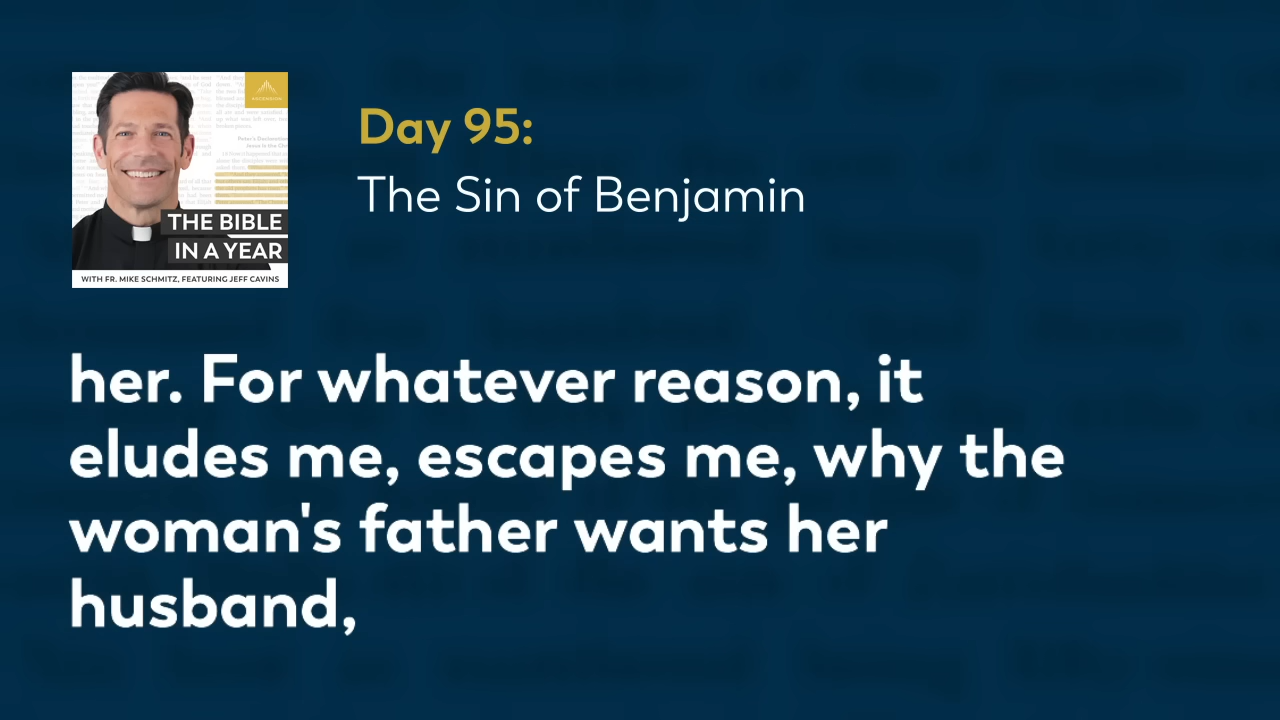 ASCENSION
THE BIBLE
IN A YEAR
WITH FR. MIKE SCHMITZ, FEATURING JEFF CAVINS
Day 95:
The Sin of Benjamin
her. For whatever reason, it
eludes me, escapes me, why the
woman's father wants her
husband,